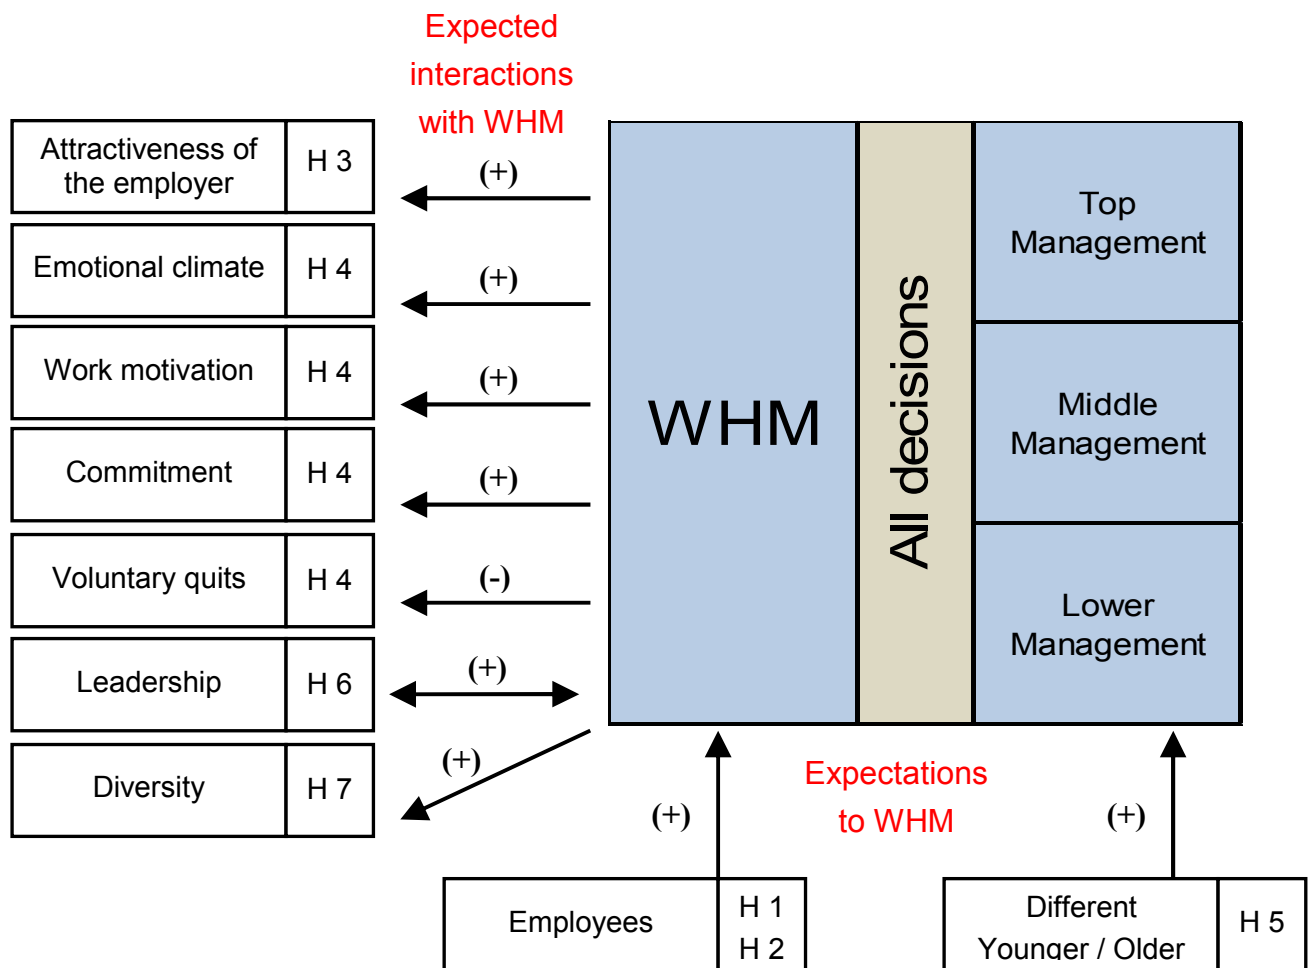 Expected
interactions
with WHM
Attractiveness of
the employer
H 3
(+)
Emotional climate
H 4
(+)
Work motivation
H 4
(+)
Commitment
H 4
(+)
Voluntary quits
H 4
(-)
Leadership
H 6
(+)
Diversity
H 7
(+)
WHM
All decisions
Top
Management
Middle
Management
Lower
Management
Expectations
to WHM
(+)
(+)
Employees
H 1
H 2
Different
Younger / Older
H 5